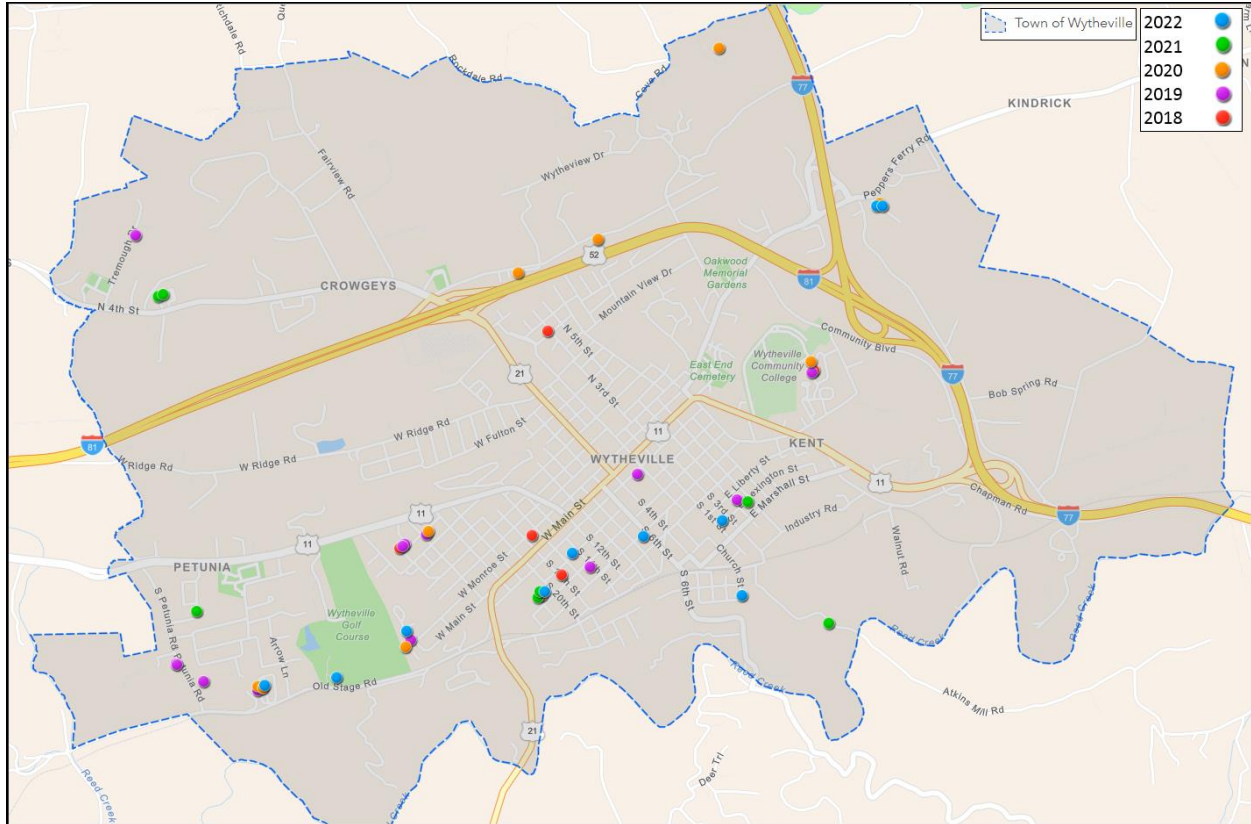 Town of Wytheville
2022
2021
2020
2019
2018
Richdale Rd
Rockdale Rd
Cove Rd
77
KINDRICK
Fairview Rd
Wytheview Dr
Peppers Ferry Rd
Tremough Dr
52
Oakwood
Memorial
Gardens
81
N 4th St
CROWGEYS
Mountain View Dr
N 5th St
Community Blvd
East End
Cemetery
Wytheville
Community
College
21
77
N 3rd St
Bob Spring Rd
W Ridge Rd
W Fulton St
11
KENT
81
W Ridge Rd
W Ridge Rd
WYTHEVILLE
E Liberty St
Lexington St
E Marshall St
11
Chapman Rd
77
S 4th St
S 3rd St
S 1st St
11
W Main St
Industry Rd
11
S 6th St
S 12th St
Walnut Rd
PETUNIA
W Monroe St
Church St
S 20th St
S 6th St
Wytheville
Golf
Course
W Main St
S Petunia Rd
Petunia Rd
Arrow Ln
Old Stage Rd
Reed Creek
Reed Creek
Reed Creek
Atkins Mill Rd
21
Deer Trl
Reed Creek
Creek